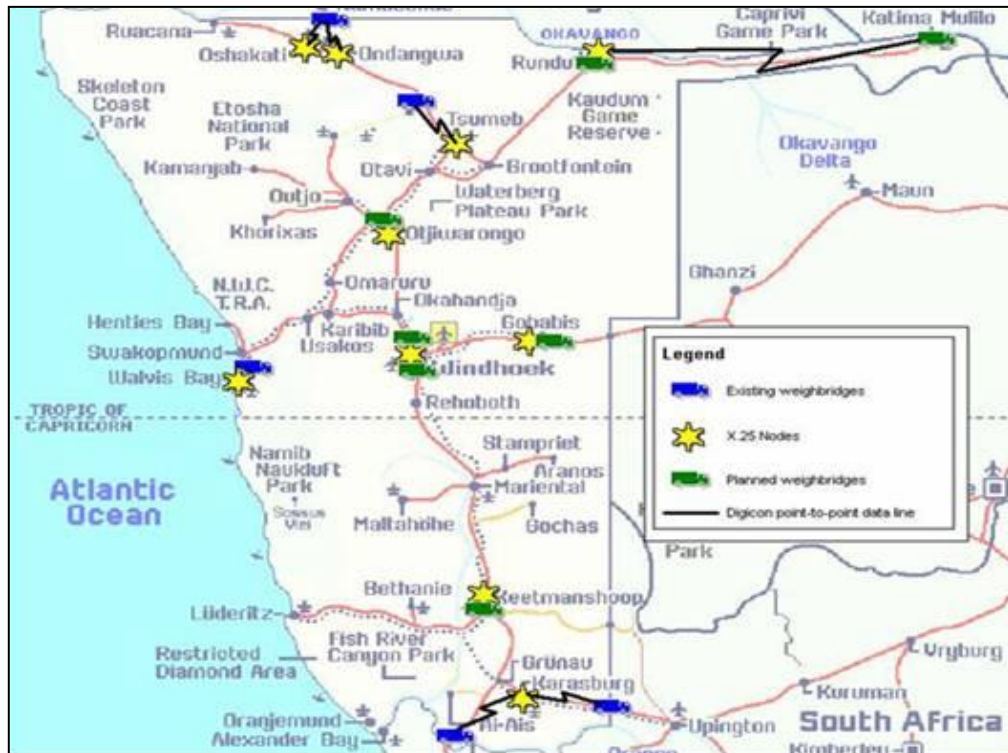 Ruacana
Oshakati
Ondangwa
OKAVANGO
Rundu
Caprivi
Game Park
Katima Mulilo
Skeleton
Coast
Park
Etosha
National
Park
Tsumeb
Kaudum
Game
Reserve
Okavango
Delta
Kamanjab
Otavi
Grootfontein
Outjo
Waterberg
Plateau Park
Maun
Khorixas
Otjiwarongo
Omaruru
Ghanzi
N.W.C.
T.R.A.
Okahandja
Henties Bay
Karibib
Usakos
Gobabis
Swakopmund
Walvis Bay
Jindhoek
Rehoboth
TROPIC OF
CAPRICORN
Stampriet
Aranos
Namib
Naukluft
Park
Mariental
Atlantic
Ocean
Sossus
Vlei
Maltahöhe
Gochas
Legend
Existing weighbridges
X.25 Nodes
Planned weighbridges
Digicon point-to-point data line
Park
Bethanie
Keetmanshoop
Lüderitz
Fish River
Canyon Park
Restricted
Diamond Area
Grünau
Karasburg
Vryburg
Kuruman
Oranjemund
Alexander Bay
Ai-Ais
Upington
South Africa
Kimberley